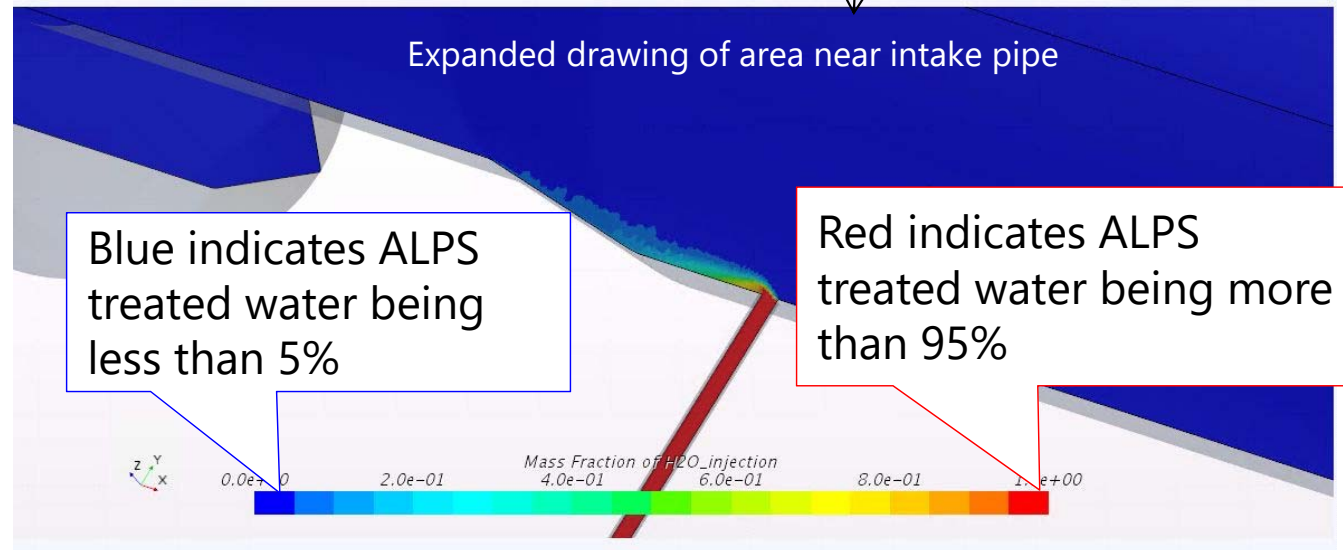 Expanded drawing of area near intake pipe
Blue indicates ALPS
treated water being
less than 5%
Red indicates ALPS
treated water being more
than 95%
Z Y
X
Mass Fraction of H2O_injection
2.0e-01 4.0e-01 6.0e-01 8.0e-01